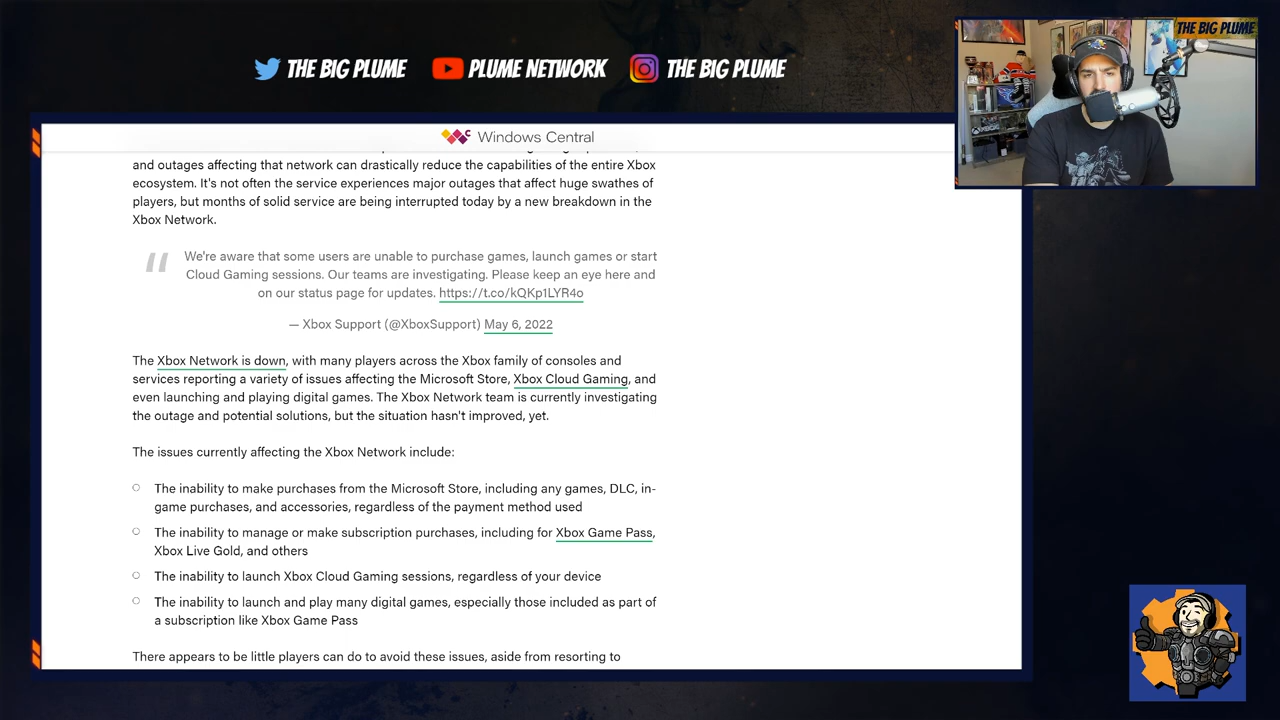 THE BIG PLUME
THE BIG PLUME
PLUME NETWORK
THE BIG PLUME
Windows Central
and outages affecting that network can drastically reduce the capabilities of the entire Xbox
ecosystem. It's not often the service experiences major outages that affect huge swathes of
players, but months of solid service are being interrupted today by a new breakdown in the
Xbox Network.
“
We're aware that some users are unable to purchase games, launch games or start
Cloud Gaming sessions. Our teams are investigating. Please keep an eye here and
on our status page for updates. https://t.co/kQKp1LYR4o
— Xbox Support (@XboxSupport) May 6, 2022
The Xbox Network is down, with many players across the Xbox family of consoles and
services reporting a variety of issues affecting the Microsoft Store, Xbox Cloud Gaming, and
even launching and playing digital games. The Xbox Network team is currently investigating
the outage and potential solutions, but the situation hasn't improved, yet.
The issues currently affecting the Xbox Network include:
The inability to make purchases from the Microsoft Store, including any games, DLC, in-
game purchases, and accessories, regardless of the payment method used
The inability to manage or make subscription purchases, including for Xbox Game Pass,
Xbox Live Gold, and others
The inability to launch Xbox Cloud Gaming sessions, regardless of your device
The inability to launch and play many digital games, especially those included as part of
a subscription like Xbox Game Pass
There appears to be little players can do to avoid these issues, aside from resorting to